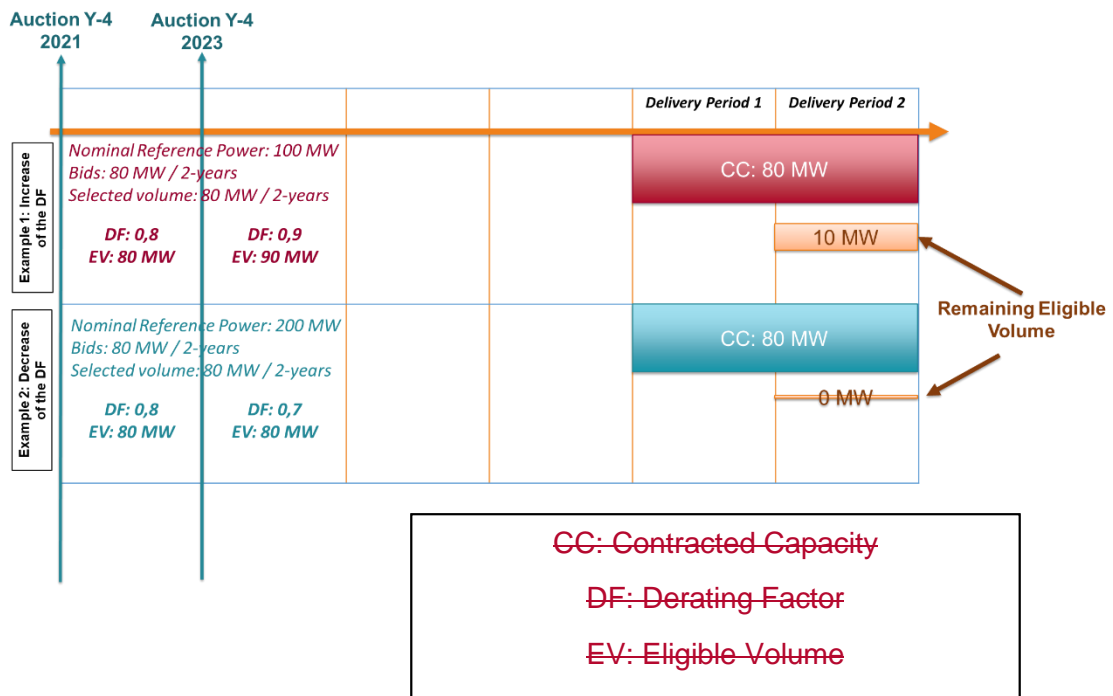 Auction Y-4
2021
Auction Y-4
2023
Delivery Period 1
Delivery Period 2
Example 1: Increase
of the DF
Nominal Reference Power: 100 MW
Bids: 80 MW / 2-years
Selected volume: 80 MW / 2-years
DF: 0,8
EV: 80 MW
DF: 0,9
EV: 90 MW
CC: 80 MW
10 MW
Remaining Eligible
Volume
Example 2: Decrease
of the DF
Nominal Reference Power: 200 MW
Bids: 80 MW / 2-years
Selected volume: 80 MW / 2-years
DF: 0,8
EV: 80 MW
DF: 0,7
EV: 80 MW
CC: 80 MW
0 MW
CC: Contracted Capacity
DF: Derating Factor
EV: Eligible Volume